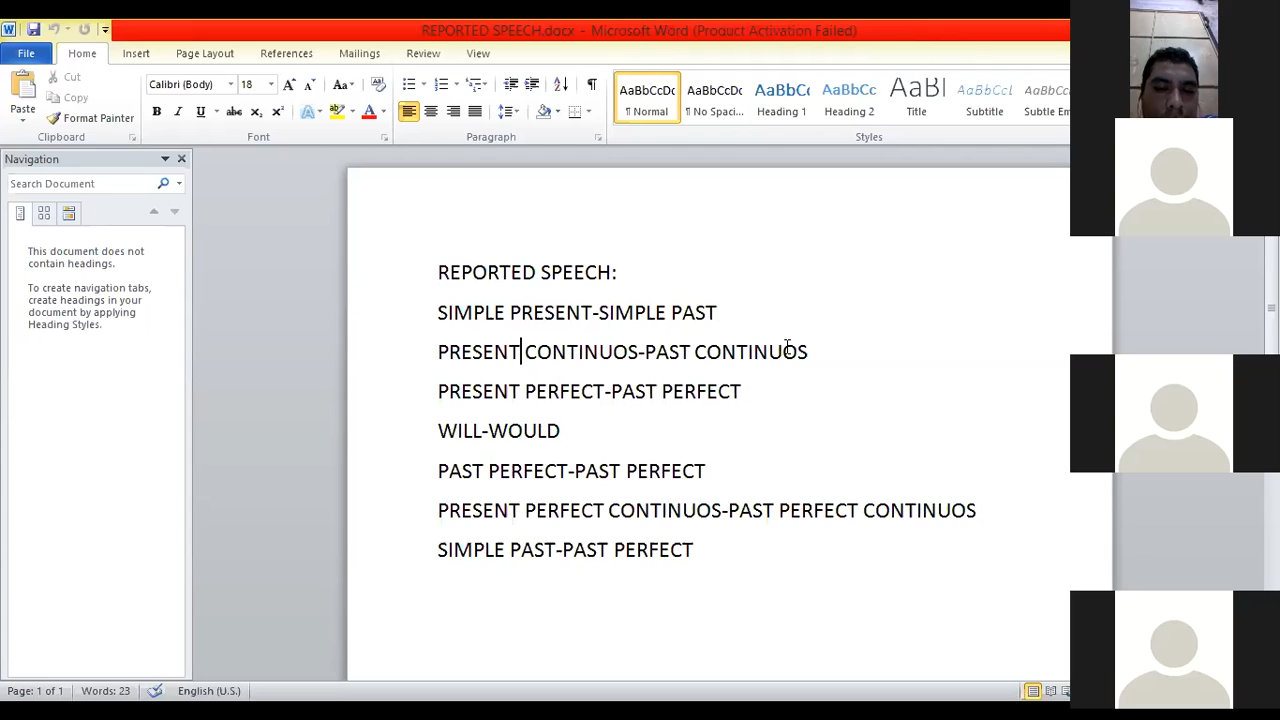 REPORTED SPEECH.docx - Microsoft Word (Product Activation Failed)
File Home Insert Page Layout References Mailings Review View
Paste
Cut
Copy
Format Painter
Clipboard
Calibri (Body) 18
Font
Paragraph
AaBbCcDc AaBbCcDc AaBbCc AaBbCc AaBl AaBbCcL AaBbCc
¶ Normal ¶ No Spaci... Heading 1 Heading 2 Title Subtitle Subtle Em
Styles
Navigation
Search Document
This document does not
contain headings.
To create navigation tabs,
create headings in your
document by applying
Heading Styles.
REPORTED SPEECH:
SIMPLE PRESENT-SIMPLE PAST
PRESENT CONTINUOS-PAST CONTINUOS
PRESENT PERFECT-PAST PERFECT
WILL-WOULD
PAST PERFECT-PAST PERFECT
PRESENT PERFECT CONTINUOS-PAST PERFECT CONTINUOS
SIMPLE PAST-PAST PERFECT
Page: 1 of 1 Words: 23 English (U.S.)